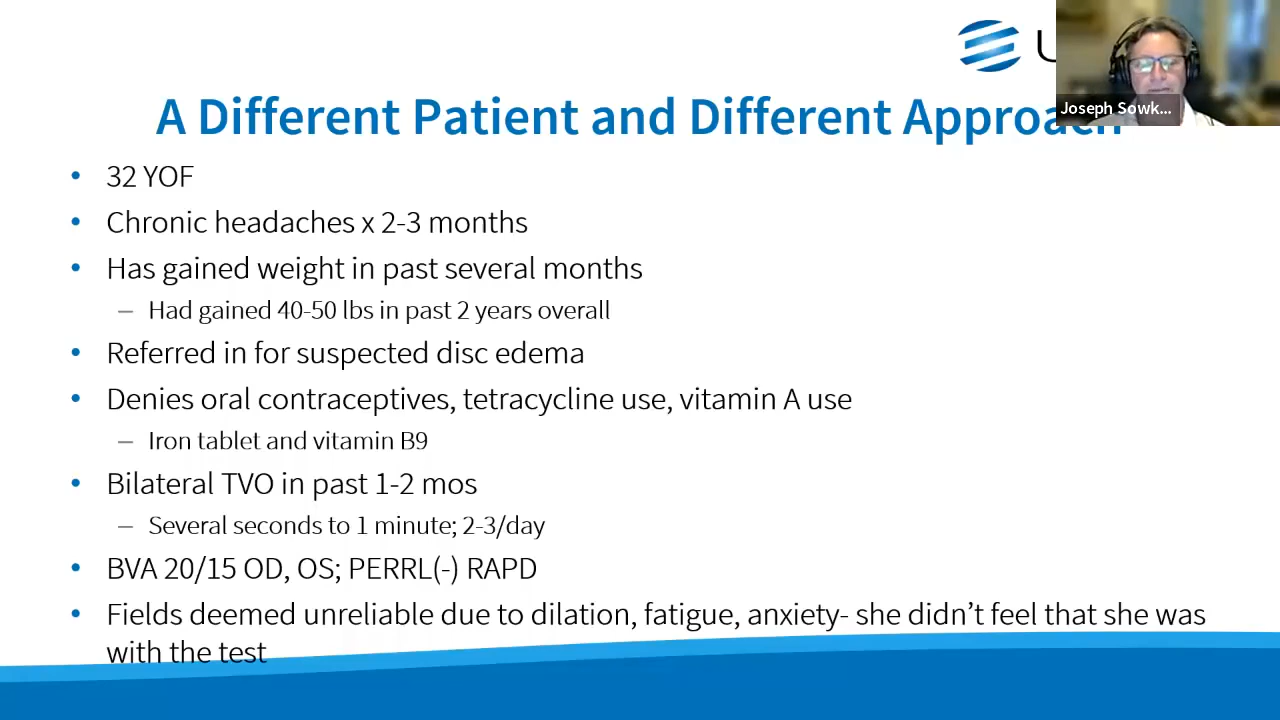 U
Joseph Sowk...
A Different Patient and Different Approach
• 32 YOF
• Chronic headaches x 2-3 months
• Has gained weight in past several months
– Had gained 40-50 lbs in past 2 years overall
• Referred in for suspected disc edema
• Denies oral contraceptives, tetracycline use, vitamin A use
– Iron tablet and vitamin B9
• Bilateral TVO in past 1-2 mos
– Several seconds to 1 minute; 2-3/day
• BVA 20/15 OD, OS; PERRL(-) RAPD
• Fields deemed unreliable due to dilation, fatigue, anxiety- she didn’t feel that she was
with the test